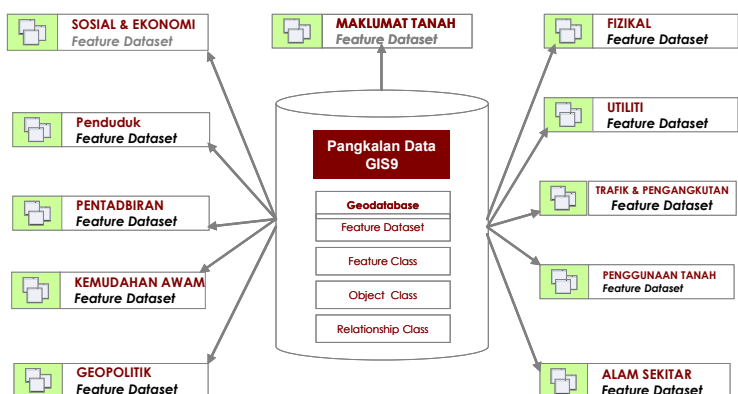 SOSIAL & EKONOMI
Feature Dataset
MAKLUMAT TANAH
Feature Dataset
FIZIKAL
Feature Dataset
Penduduk
Feature Dataset
UTILITI
Feature Dataset
Pangkalan Data
GIS9
PENTADBIRAN
Feature Dataset
Geodatabase
Feature Dataset
Feature Class
Object Class
Relationship Class
TRAFIK & PENGANGKUTAN
Feature Dataset
KEMUDAHAN AWAM
Feature Dataset
PENGGUNAAN TANAH
Feature Dataset
GEOPOLITIK
Feature Dataset
ALAM SEKITAR
Feature Dataset